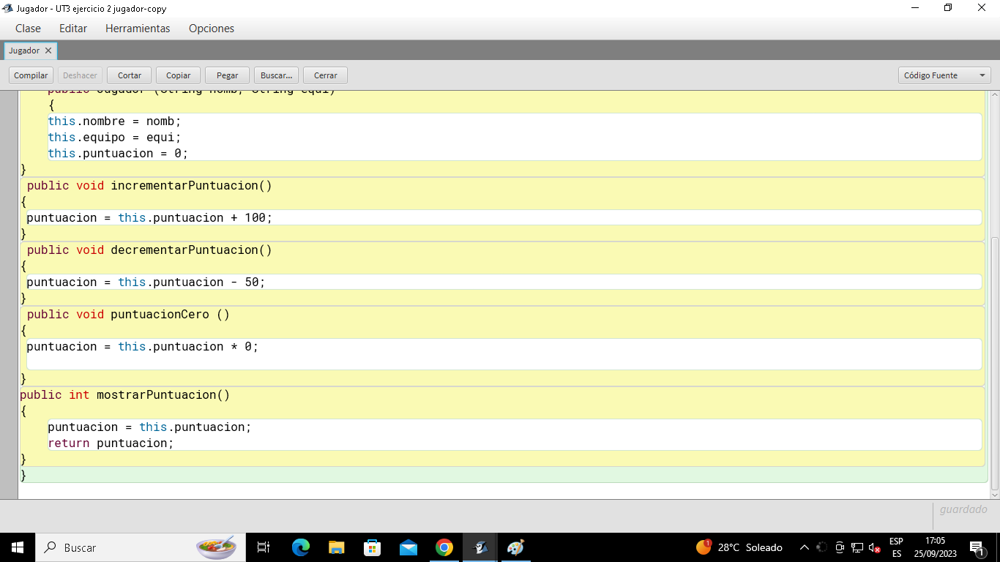 Jugador - UT3 ejercicio 2 jugador-copy
Clase Editar Herramientas Opciones
Jugador
Compilar Deshacer Cortar Copiar Pegar Buscar... Cerrar Código Fuente
public Jugador (String nomb, String equi)
{
this.nombre = nomb;
this.equipo = equi;
this.puntuacion = 0;
}
public void incrementarPuntuacion()
{
puntuacion = this.puntuacion + 100;
}
public void decrementarPuntuacion()
{
puntuacion = this.puntuacion - 50;
}
public void puntuacionCero ()
{
puntuacion = this.puntuacion * 0;
}
public int mostrarPuntuacion()
{
puntuacion = this.puntuacion;
return puntuacion;
}
}
guardado
Buscar
1
28°C Soleado
ESP
ES
17:05
25/09/2023
1